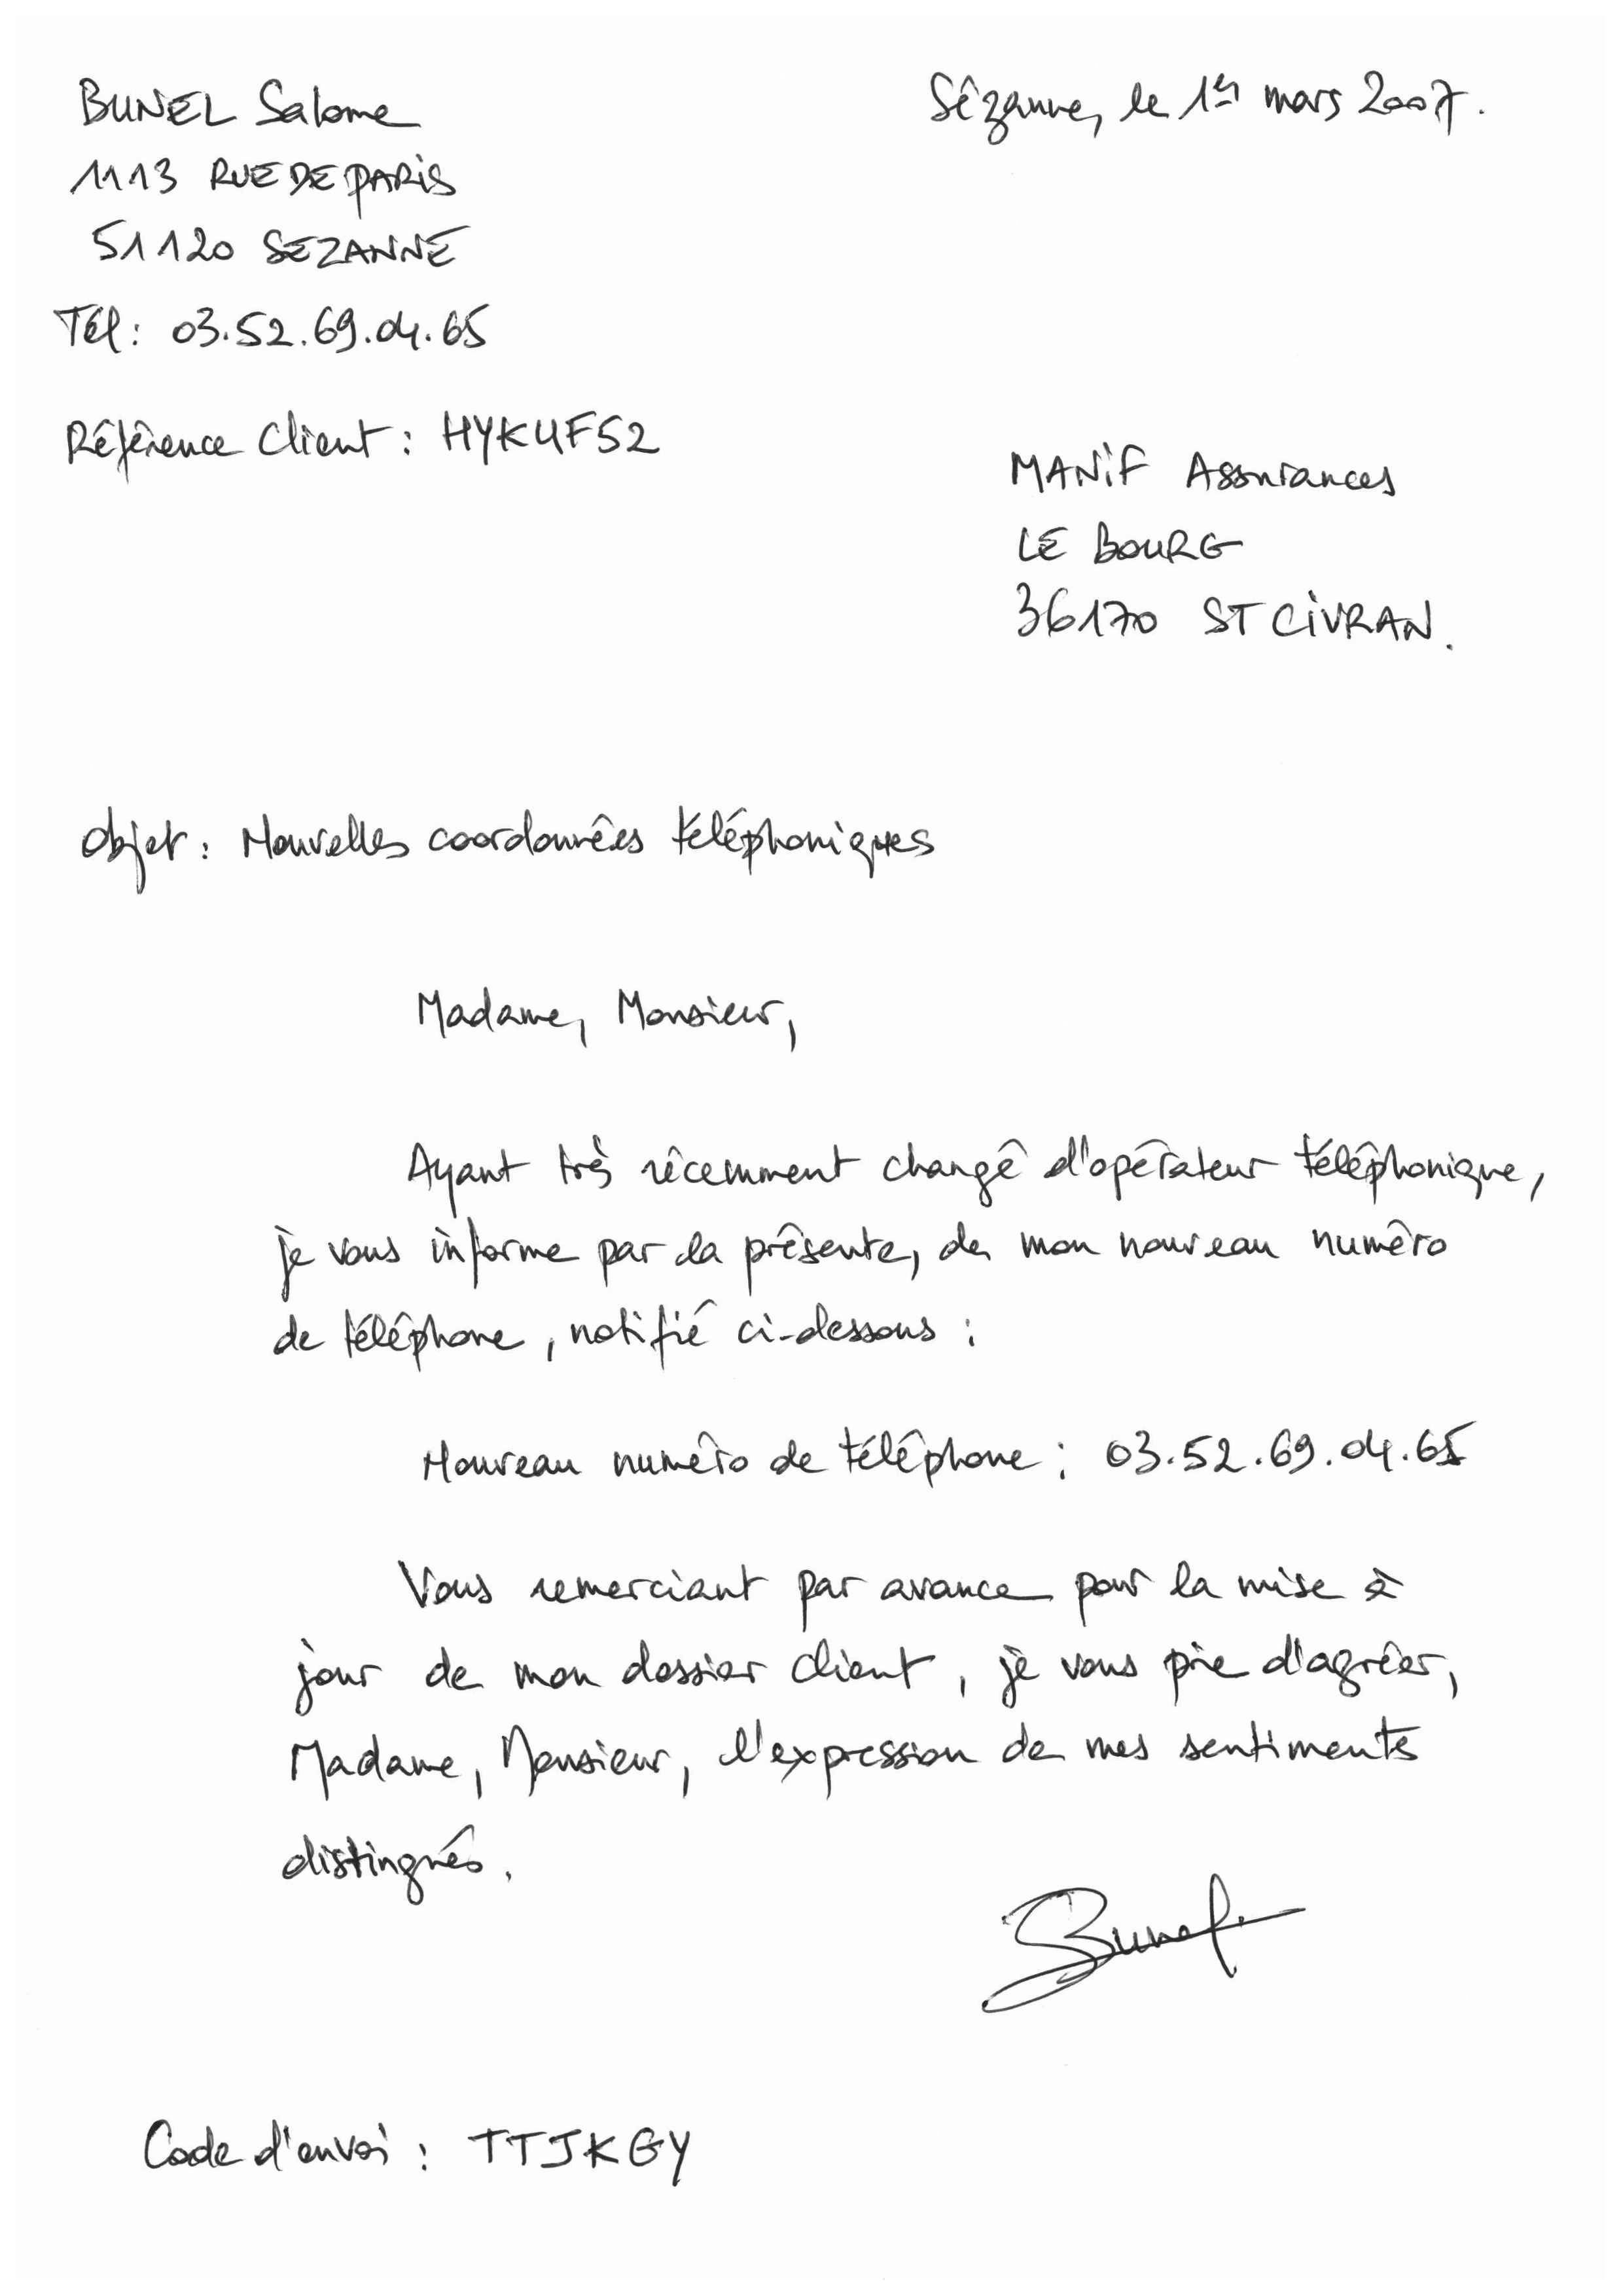 BUNEL Salome
Sézanne, le 1er mars 2007.
1113 RUE DE PARIS
51120 SEZANNE
Tél : 03.52.69.04.65
Référence Client : HYKUF52
MANIF Assurances
LE BOURG
36170 ST CIVRAN.
Objet : Nouvelles coordonnées téléphoniques
Madame, Monsieur,
Ayant très récemment changé d'opérateur téléphonique,
je vous informe par la présente, de mon nouveau numéro
de téléphone, notifié ci-dessous :
Nouveau numéro de téléphone : 03.52.69.04.65
Vous remerciant par avance pour la mise à
jour de mon dossier client, je vous prie d'agréer,
Madame, Monsieur, l'expression de mes sentiments
distingués.
SBunel
Code d'envoi : TTJKGY